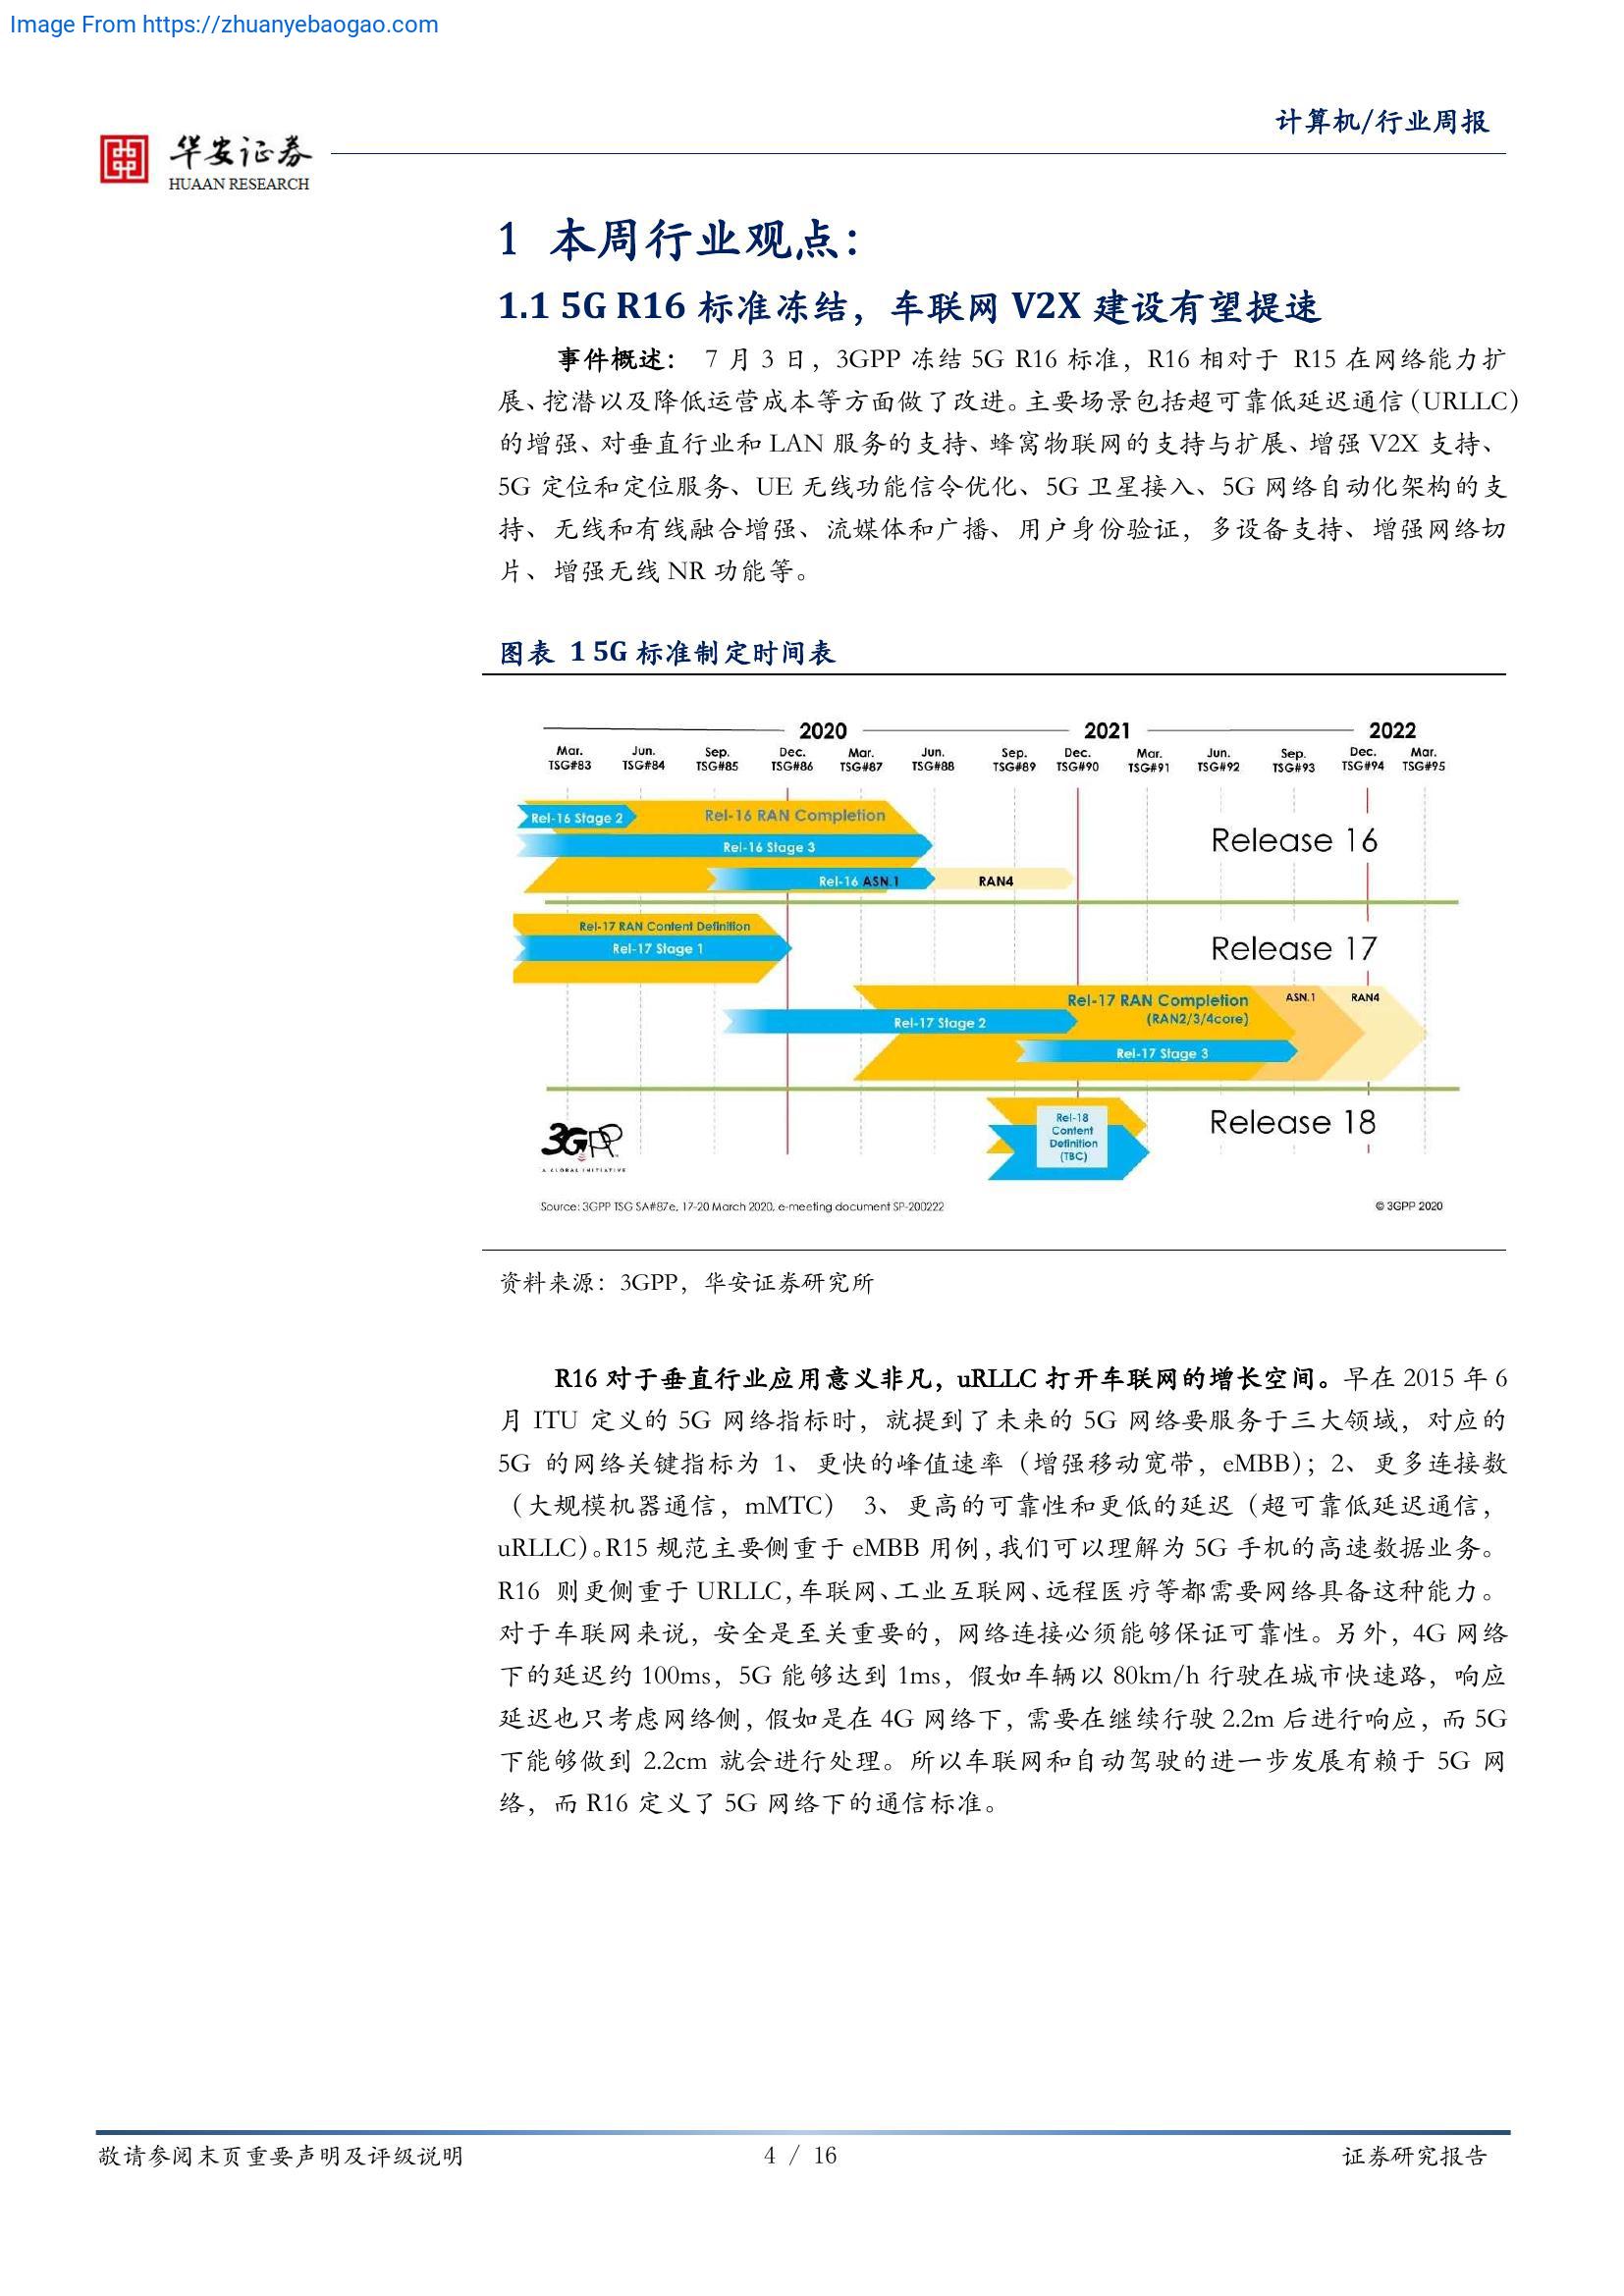 Image From https://zhuanyebaogao.com
计算机/行业周报
华安证券
HUAAN RESEARCH
1 本周行业观点：
1.1 5G R16 标准冻结，车联网 V2X 建设有望提速
事件概述： 7 月 3 日，3GPP 冻结 5G R16 标准，R16 相对于 R15 在网络能力扩
展、挖潜以及降低运营成本等方面做了改进。主要场景包括超可靠低延迟通信（URLLC）
的增强、对垂直行业和 LAN 服务的支持、蜂窝物联网的支持与扩展、增强 V2X 支持、
5G 定位和定位服务、UE 无线功能信令优化、5G 卫星接入、5G 网络自动化架构的支
持、无线和有线融合增强、流媒体和广播、用户身份验证，多设备支持、增强网络切
片、增强无线 NR 功能等。
图表 1 5G 标准制定时间表
2020 2021 2022
Mar. Jun. Sep. Dec. Mar. Jun. Sep. Dec. Mar. Jun. Sep. Dec. Mar.
TSG#83 TSG#84 TSG#85 TSG#86 TSG#87 TSG#88 TSG#89 TSG#90 TSG#91 TSG#92 TSG#93 TSG#94 TSG#95
Rel-16 Stage 2 Rel-16 RAN Completion
Release 16
Rel-16 Stage 3
Rel-16 ASN.1 RAN4
Rel-17 RAN Content Definition
Rel-17 Stage 1
Release 17
Rel-17 RAN Completion ASN.1 RAN4
(RAN2/3/4core)
Rel-17 Stage 2
Rel-17 Stage 3
Rel-18
Content
Definition
(TBC)
Release 18
3GPP
A GLOBAL INITIATIVE
Source: 3GPP TSG SA#87e, 17-20 March 2020, e-meeting document SP-200222
© 3GPP 2020
资料来源：3GPP，华安证券研究所
R16 对于垂直行业应用意义非凡，uRLLC 打开车联网的增长空间。早在 2015 年 6
月 ITU 定义的 5G 网络指标时，就提到了未来的 5G 网络要服务于三大领域，对应的
5G 的网络关键指标为 1、更快的峰值速率（增强移动宽带，eMBB）；2、更多连接数
（大规模机器通信，mMTC） 3、更高的可靠性和更低的延迟（超可靠低延迟通信，
uRLLC）。R15 规范主要侧重于 eMBB 用例，我们可以理解为 5G 手机的高速数据业务。
R16 则更侧重于 URLLC，车联网、工业互联网、远程医疗等都需要网络具备这种能力。
对于车联网来说，安全是至关重要的，网络连接必须能够保证可靠性。另外，4G 网络
下的延迟约 100ms，5G 能够达到 1ms，假如车辆以 80km/h 行驶在城市快速路，响应
延迟也只考虑网络侧，假如是在 4G 网络下，需要在继续行驶 2.2m 后进行响应，而 5G
下能够做到 2.2cm 就会进行处理。所以车联网和自动驾驶的进一步发展有赖于 5G 网
络，而 R16 定义了 5G 网络下的通信标准。
敬请参阅末页重要声明及评级说明
4 / 16
证券研究报告